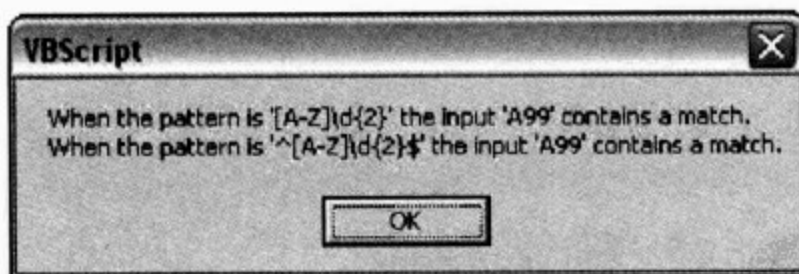 VBScript
When the pattern is '[A-Z]\d{2}' the input 'A99' contains a match.
When the pattern is '^[A-Z]\d{2}$' the input 'A99' contains a match.
OK